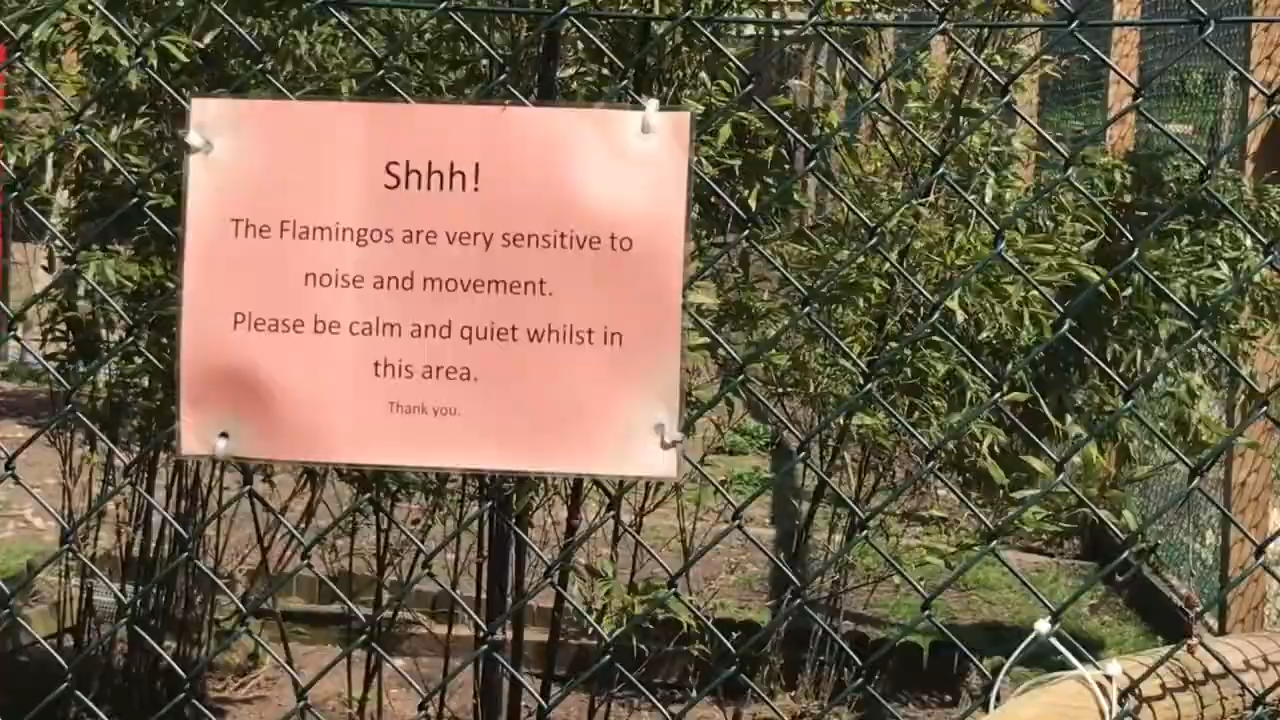 Shhh!
The Flamingos are very sensitive to
noise and movement.
Please be calm and quiet whilst in
this area.
Thank you.